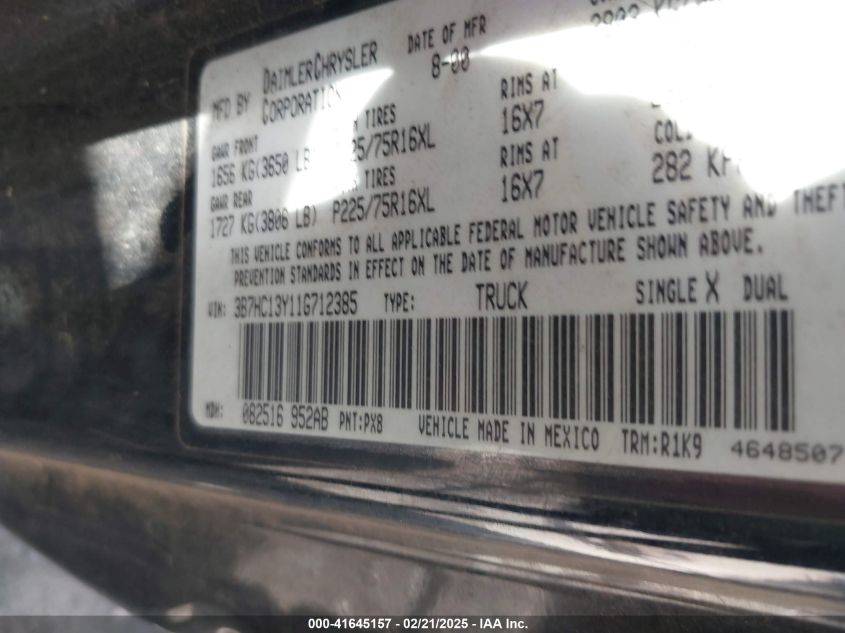 MFD BY DAIMLERCHRYSLER CORPORATION
DATE OF MFR
8-00
GAWR FRONT TIRES RIMS AT
1656 KG(3650 LB 25/75R16XL 16X7
GAWR REAR TIRES RIMS AT
1727 KG(3806 LB) P225/75R16XL 16X7 282
THIS VEHICLE CONFORMS TO ALL APPLICABLE FEDERAL MOTOR VEHICLE SAFETY AND THEFT
PREVENTION STANDARDS IN EFFECT ON THE DATE OF MANUFACTURE SHOWN ABOVE.
VIN: 3B7HC13Y11G712385 TYPE: TRUCK SINGLE X DUAL
MDH: 082516 952AB PNT:PX8 VEHICLE MADE IN MEXICO TRM:R1K9 4648507
000-41645157 - 02/21/2025 - IAA Inc.